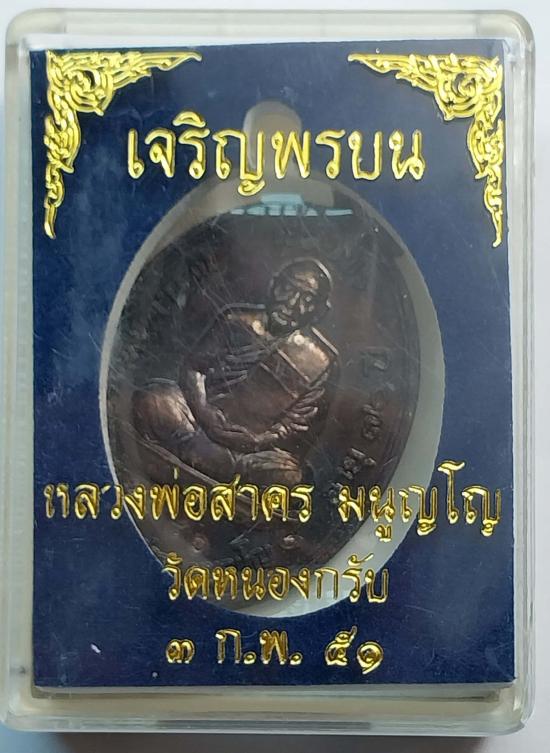 เจริญพรบน
หลวงพ่อสาคร มนูญโญ
วัดหนองกรับ
๓ ก.พ. ๕๑